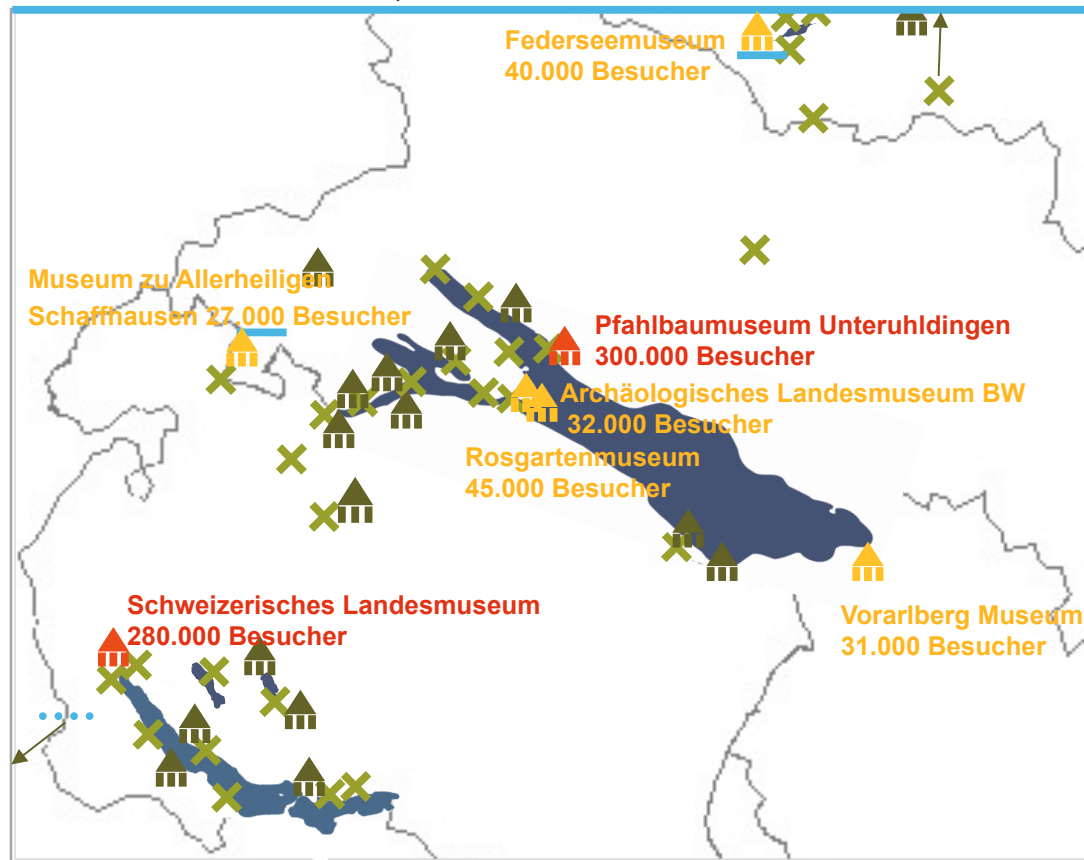 Federseemuseum
40.000 Besucher
Museum zu Allerheiligen
Schaffhausen 27.000 Besucher
Pfahlbaumuseum Unteruhldingen
300.000 Besucher
Archäologisches Landesmuseum BW
32.000 Besucher
Rosgartenmuseum
45.000 Besucher
Schweizerisches Landesmuseum
280.000 Besucher
Vorarlberg Museum
31.000 Besucher